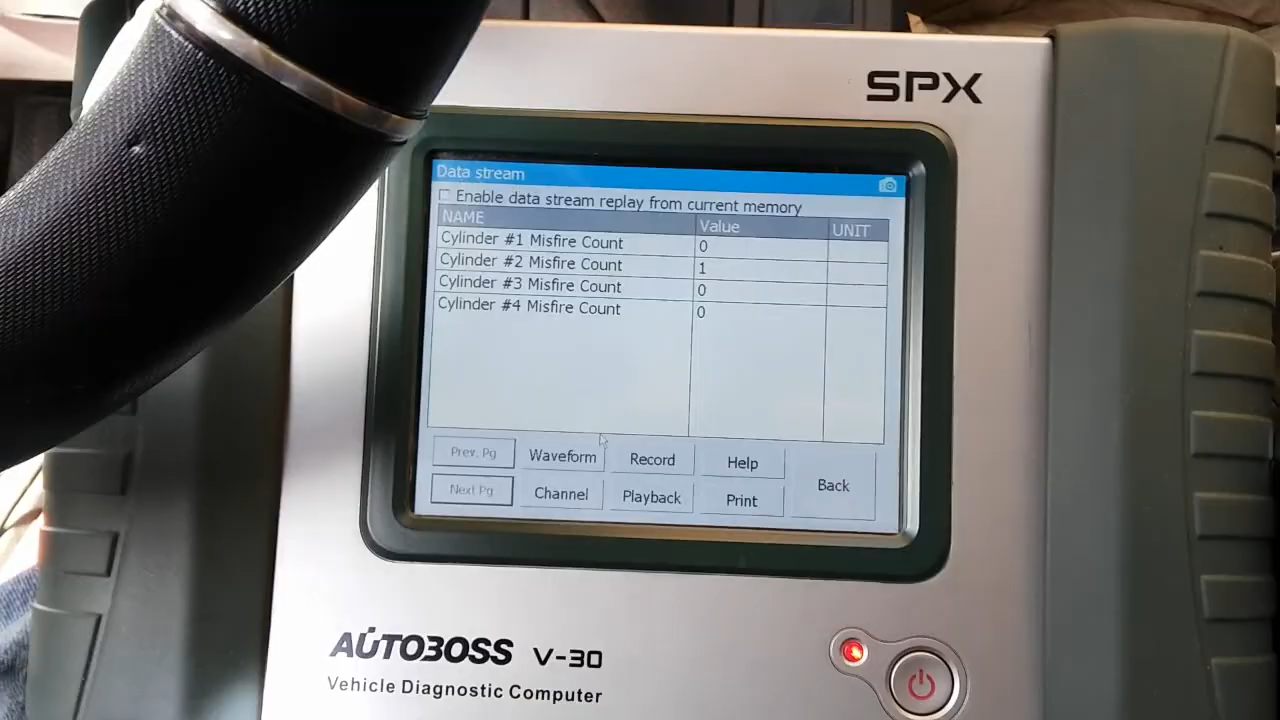 SPX
Data stream
Enable data stream replay from current memory
NAME Value UNIT
Cylinder #1 Misfire Count 0
Cylinder #2 Misfire Count 1
Cylinder #3 Misfire Count 0
Cylinder #4 Misfire Count 0
Prev. Pg Waveform Record Help Back
Next Pg Channel Playback Print
AUTOBOSS V-30
Vehicle Diagnostic Computer